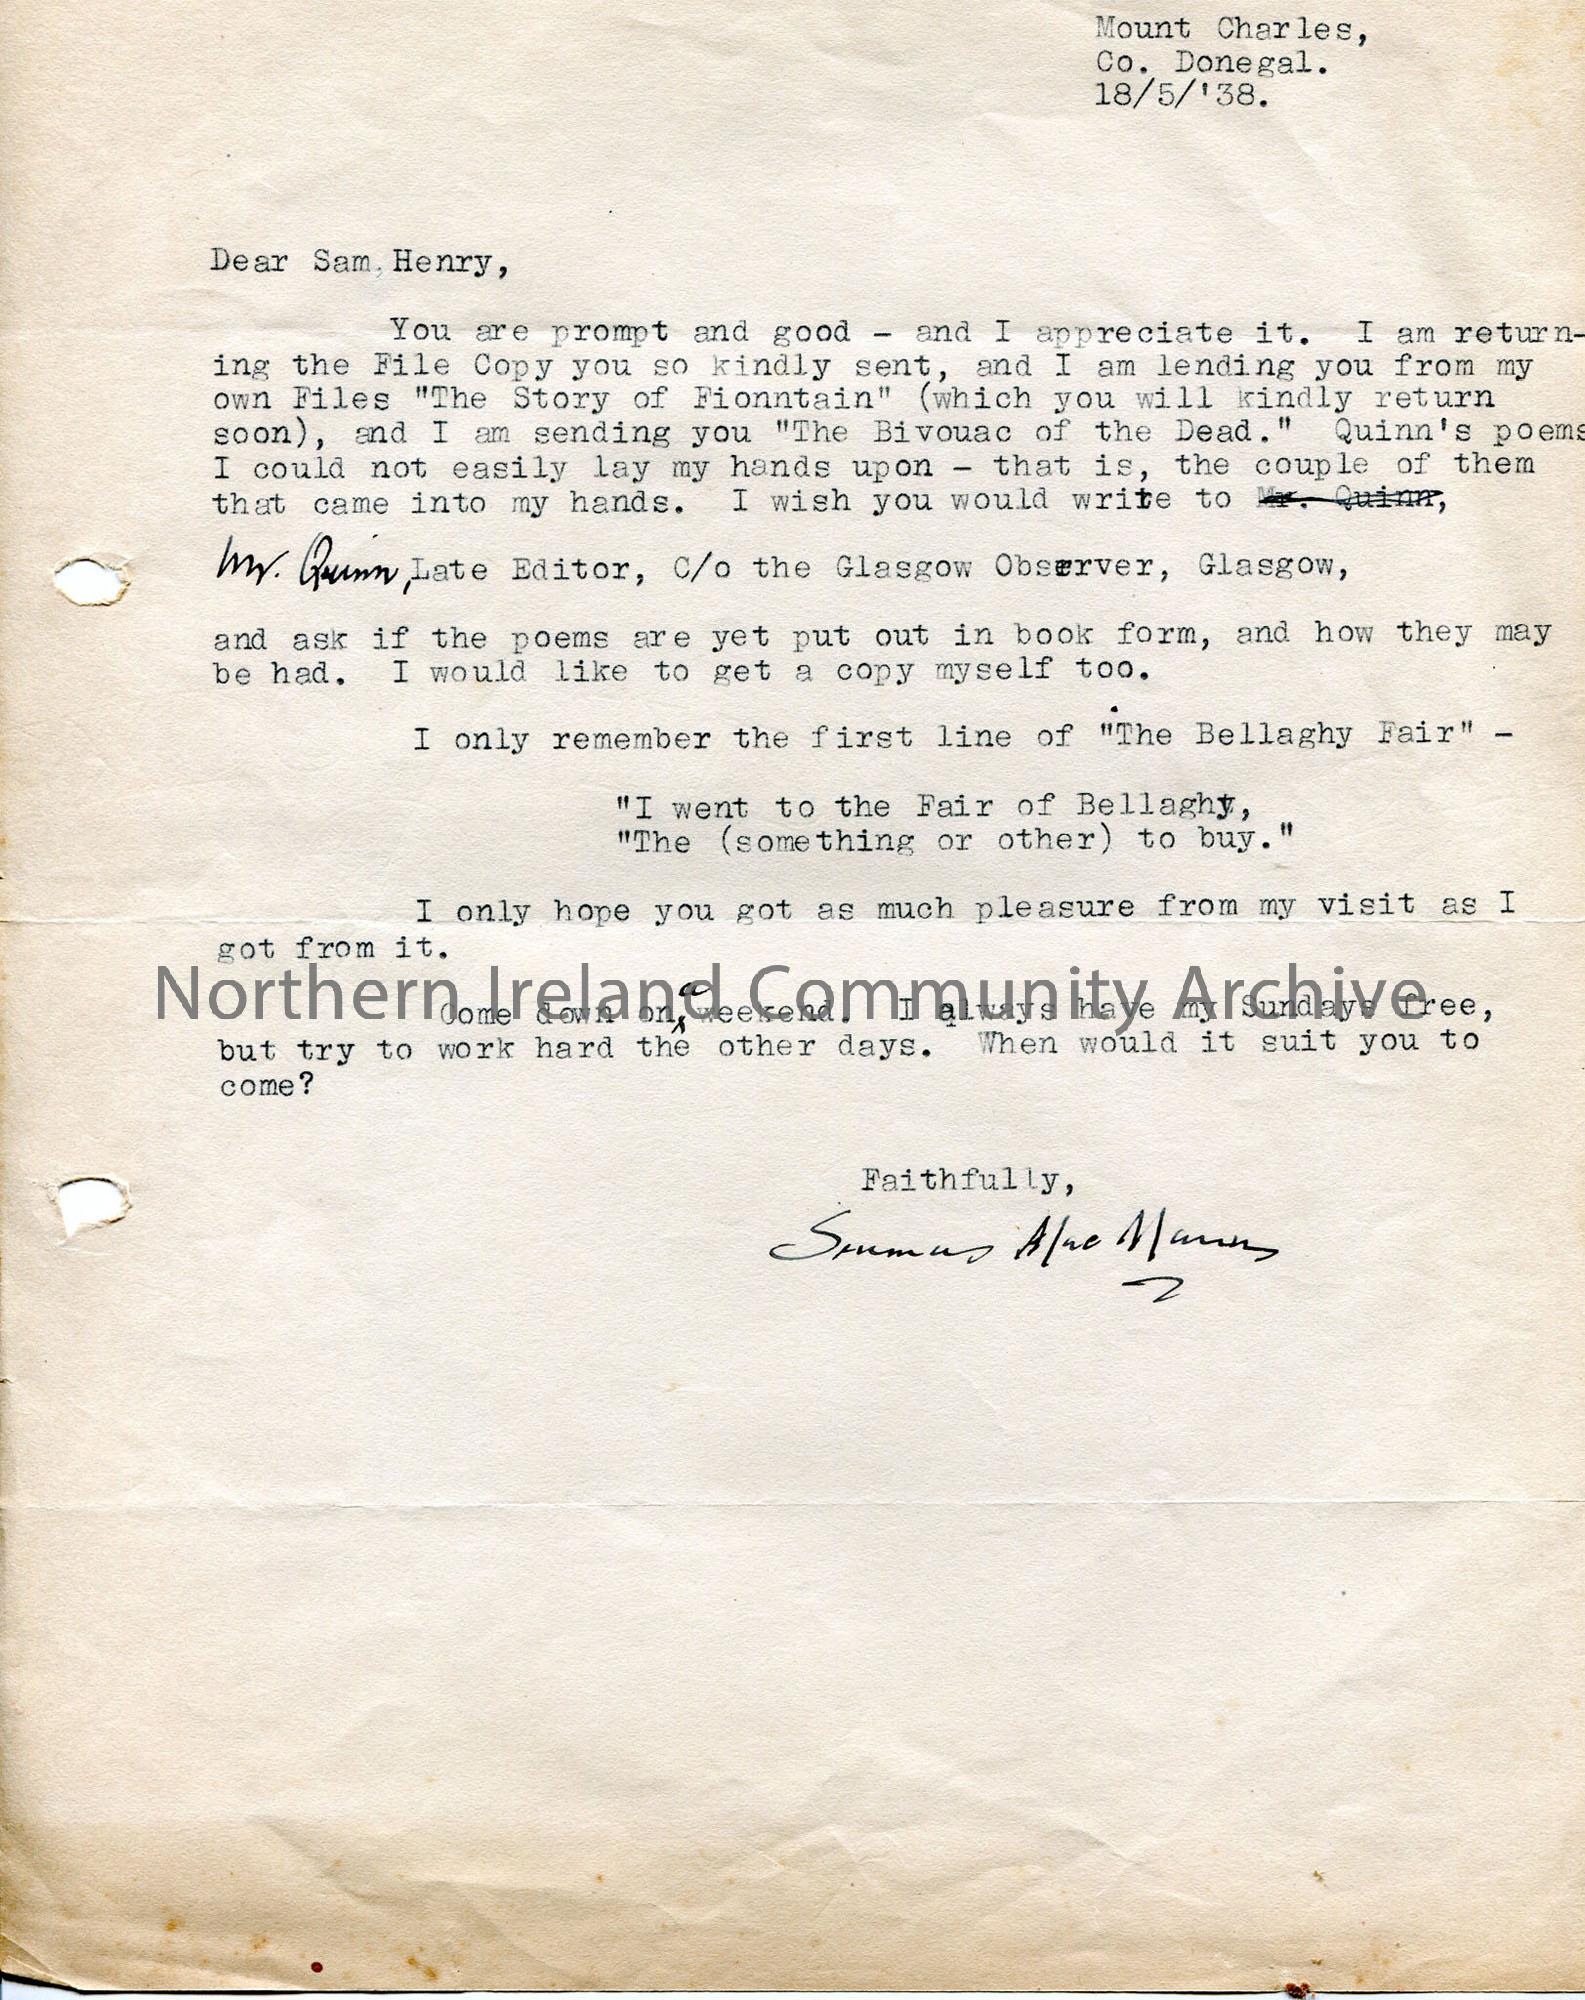 Mount Charles,
Co. Donegal.
18/5/'38.
Dear Sam Henry,
You are prompt and good - and I appreciate it. I am return-
ing the File Copy you so kindly sent, and I am lending you from my
own Files "The Story of Fionntain" (which you will kindly return
soon), and I am sending you "The Bivouac of the Dead." Quinn's poems
I could not easily lay my hands upon - that is, the couple of them
that came into my hands. I wish you would write to Mr. Quinn,
Mr. Quinn, Late Editor, C/o the Glasgow Observer, Glasgow,
and ask if the poems are yet put out in book form, and how they may
be had. I would like to get a copy myself too.
I only remember the first line of "The Bellaghy Fair" -
"I went to the Fair of Bellaghy,
"The (something or other) to buy."
I only hope you got as much pleasure from my visit as I
got from it.
Northern Ireland Community Archive
Come down on a weekend. I always have my Sundays free,
but try to work hard the other days. When would it suit you to
come?
Faithfully,
Seumas MacManus